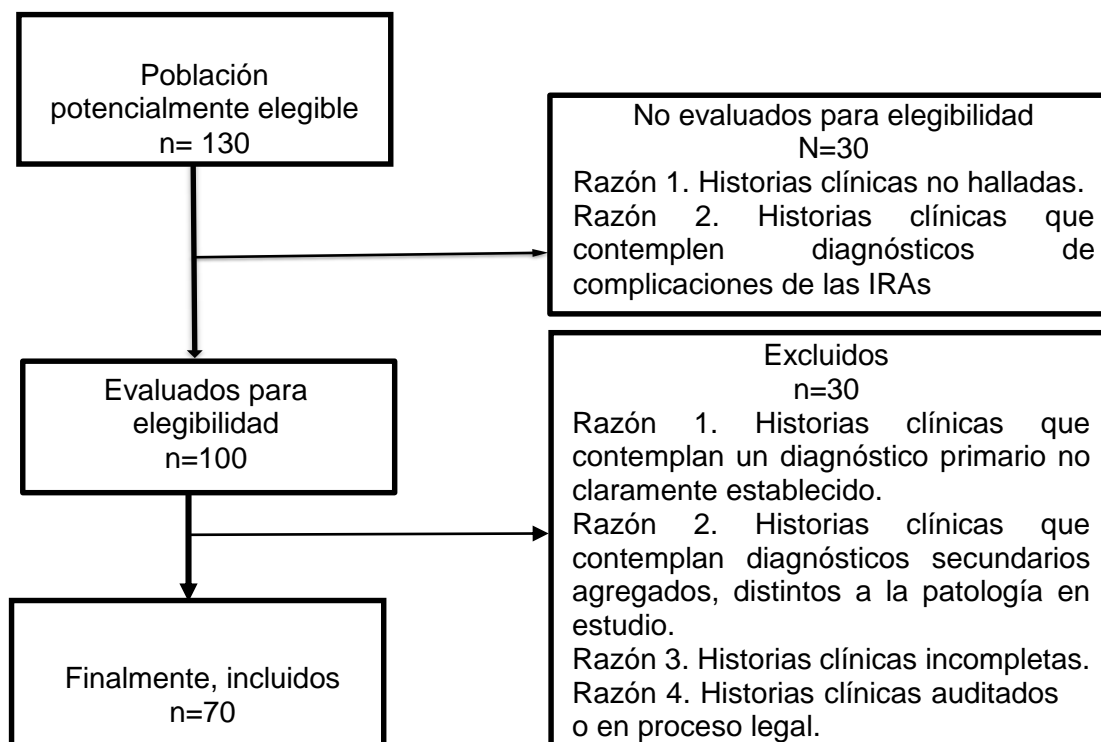 Población
potencialmente elegible
n= 130
No evaluados para elegibilidad
N=30
Razón 1. Historias clínicas no halladas.
Razón 2. Historias clínicas que
contemplen diagnósticos de
complicaciones de las IRAs
Evaluados para
elegibilidad
n=100
Excluidos
n=30
Razón 1. Historias clínicas que
contemplan un diagnóstico primario no
claramente establecido.
Razón 2. Historias clínicas que
contemplan diagnósticos secundarios
agregados, distintos a la patología en
estudio.
Razón 3. Historias clínicas incompletas.
Razón 4. Historias clínicas auditados
o en proceso legal.
Finalmente, incluidos
n=70